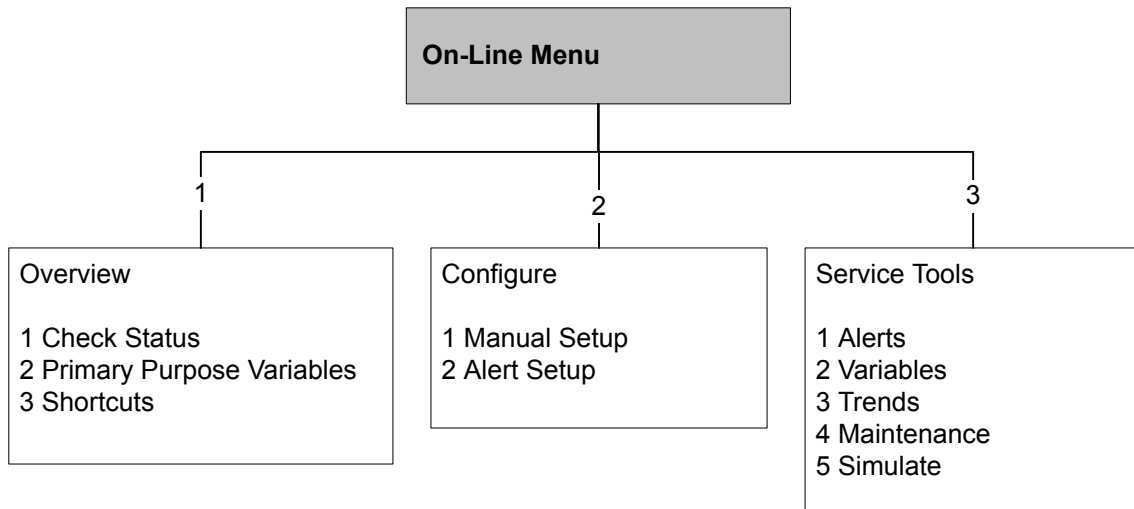 On-Line Menu
1
2
3
Overview
1 Check Status
2 Primary Purpose Variables
3 Shortcuts
Configure
1 Manual Setup
2 Alert Setup
Service Tools
1 Alerts
2 Variables
3 Trends
4 Maintenance
5 Simulate